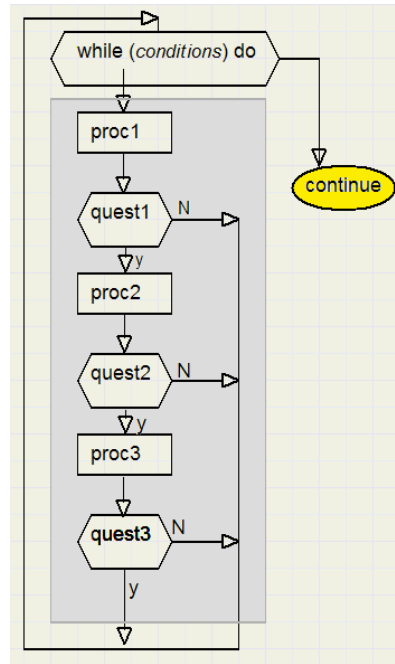 while (conditions) do
proc1
continue
quest1
N
y
proc2
quest2
N
y
proc3
quest3
N
y